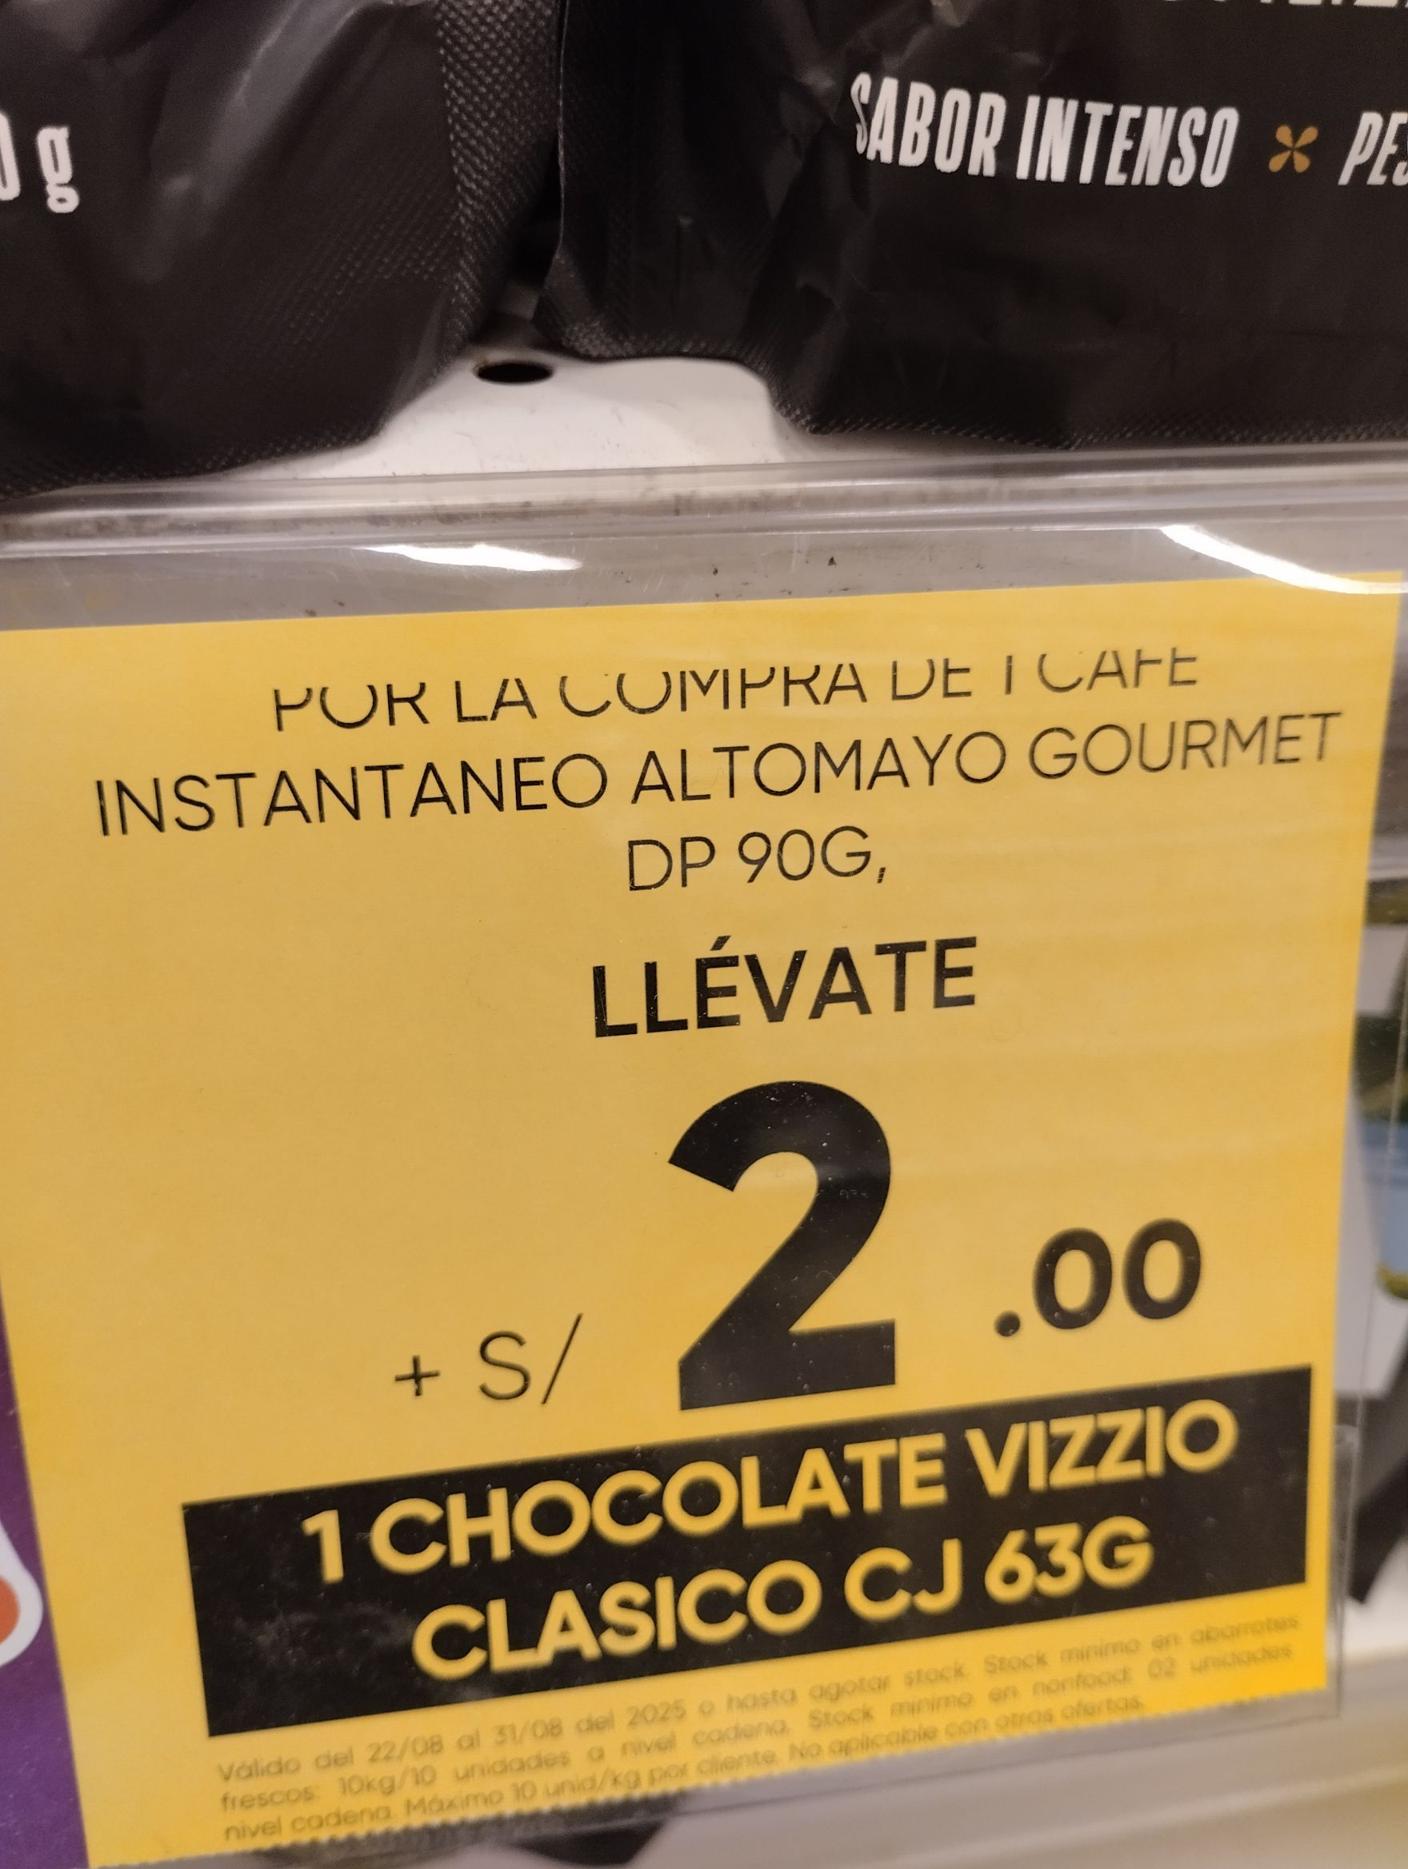 g
SABOR INTENSO
POR LA COMPRA DE 1 CAFE
INSTANTANEO ALTOMAYO GOURMET
DP 90G,
LLÉVATE
+ S/ 2.00
1 CHOCOLATE VIZZIO
CLASICO CJ 63G
Válido del 22/08 al 31/08 del 2025 o hasta agotar stock. Stock minimo en abarrotes
frescos: 10kg/10 unidades a nivel cadena. Stock minimo en nonfood: 02 unidades
nivel cadena. Máximo 10 unid/kg por cliente. No aplicable con otras ofertas.